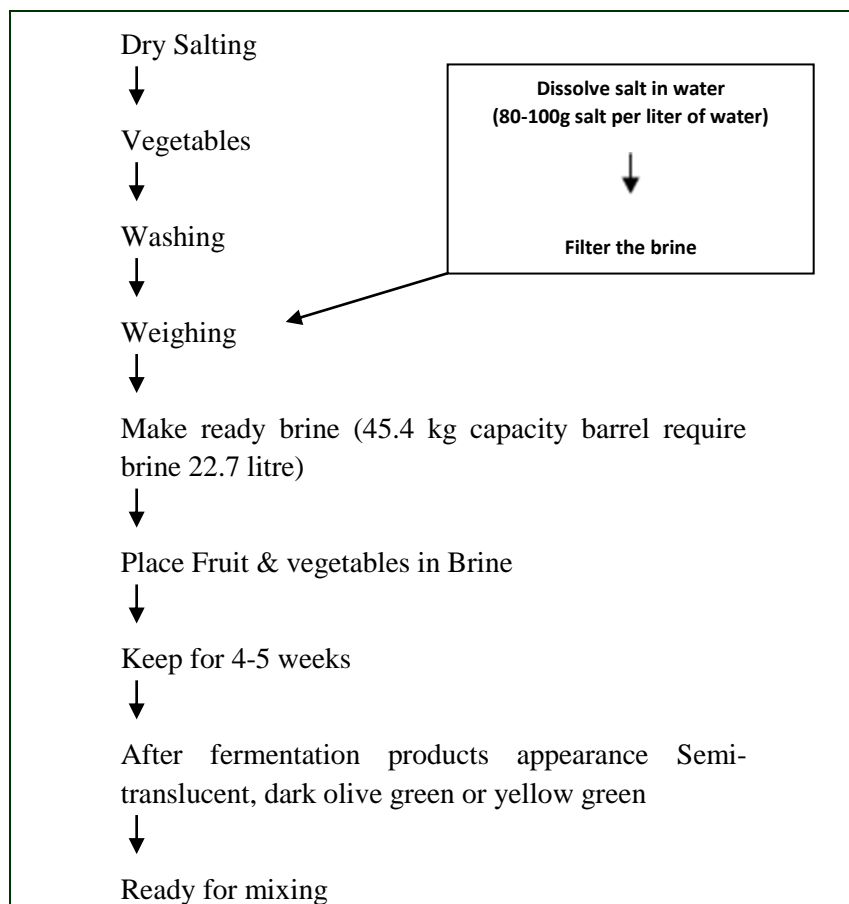 Dry Salting
Dissolve salt in water
(80-100g salt per liter of water)
Vegetables
Washing
Filter the brine
Weighing
Make ready brine (45.4 kg capacity barrel require
brine 22.7 litre)
Place Fruit & vegetables in Brine
Keep for 4-5 weeks
After fermentation products appearance Semi-
translucent, dark olive green or yellow green
Ready for mixing